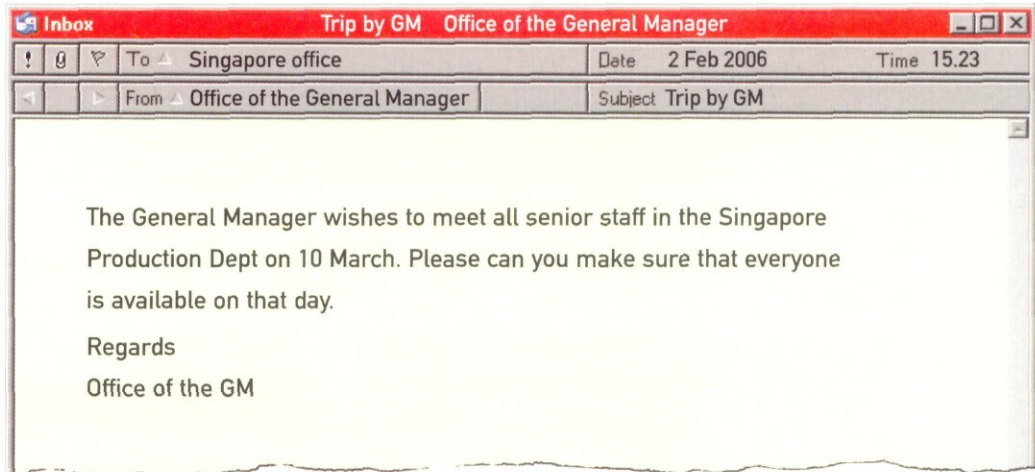 Inbox Trip by GM Office of the General Manager
! To Singapore office Date 2 Feb 2006 Time 15.23
From Office of the General Manager Subject Trip by GM
The General Manager wishes to meet all senior staff in the Singapore
Production Dept on 10 March. Please can you make sure that everyone
is available on that day.
Regards
Office of the GM